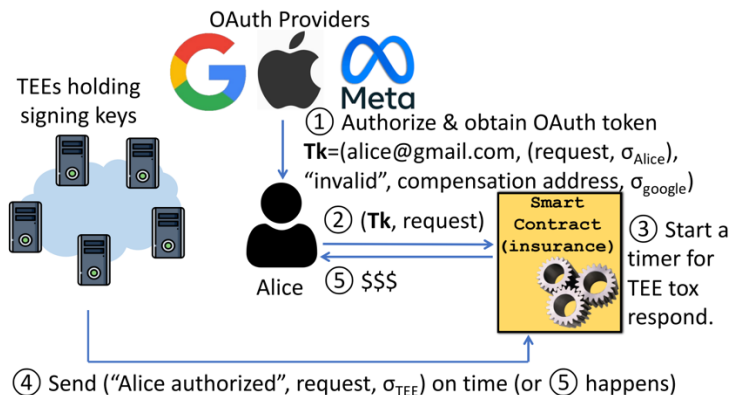 OAuth Providers
TEEs holding
signing keys
Meta
① Authorize & obtain OAuth token
Tk=(alice@gmail.com, (request, σAlice),
“invalid”, compensation address, σgoogle)
② (Tk, request)
Smart
Contract
(insurance)
③ Start a
timer for
TEE tox
respond.
⑤ $$$
Alice
④ Send (“Alice authorized”, request, σTEE) on time (or ⑤ happens)